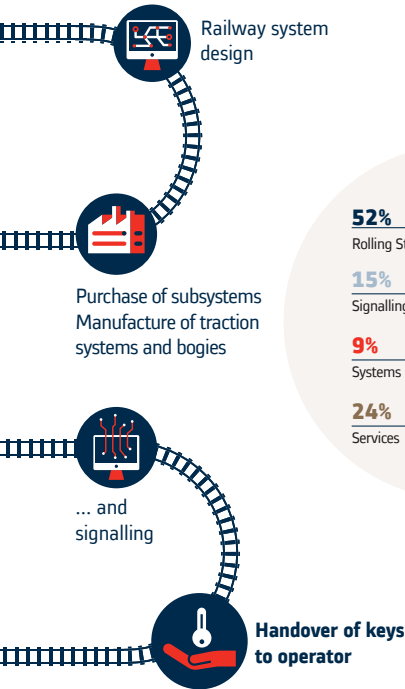 Railway system
design
Purchase of subsystems
Manufacture of traction
systems and bogies
... and
signalling
Handover of keys
to operator
52%
Rolling St
15%
Signalling
9%
Systems
24%
Services